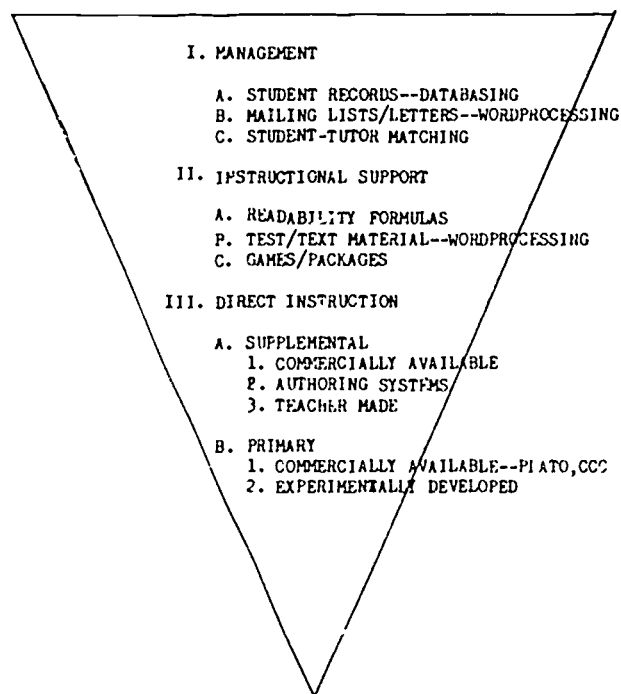 I. MANAGEMENT
A. STUDENT RECORDS--DATABASING
B. MAILING LISTS/LETTERS--WORDPROCESSING
C. STUDENT-TUTOR MATCHING
II. INSTRUCTIONAL SUPPORT
A. READABILITY FORMULAS
P. TEST/TEXT MATERIAL--WORDPROCESSING
C. GAMES/PACKAGES
III. DIRECT INSTRUCTION
A. SUPPLEMENTAL
1. COMMERCIALLY AVAILABLE
2. AUTHORING SYSTEMS
3. TEACHER MADE
B. PRIMARY
1. COMMERCIALLY AVAILABLE--PLATO,CCC
2. EXPERIMENTALLY DEVELOPED